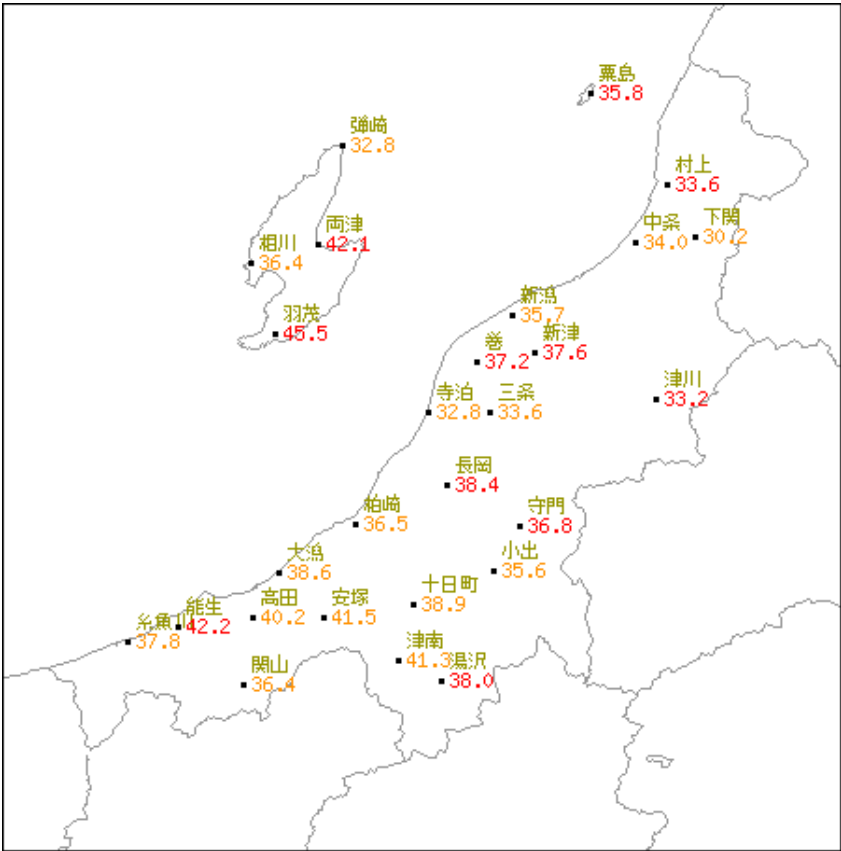 粟島
35.8
弾崎
32.8
村上
33.6
下関
30.2
中条
34.0
両津
42.1
相川
36.4
新潟
35.7
羽茂
45.5
新津
37.6
巻
37.2
津川
33.2
寺泊
32.8
三条
33.6
長岡
38.4
柏崎
36.5
守門
36.8
大潟
38.6
小出
35.6
十日町
38.9
高田
40.2
安塚
41.5
能生
42.2
糸魚川
37.8
津南
41.3
湯沢
38.0
関山
36.4